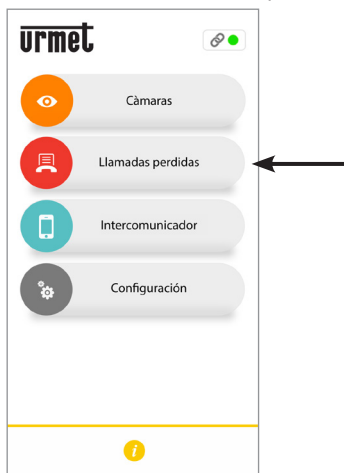 urmet
Càmaras
Llamadas perdidas
Intercomunicador
Configuración
i